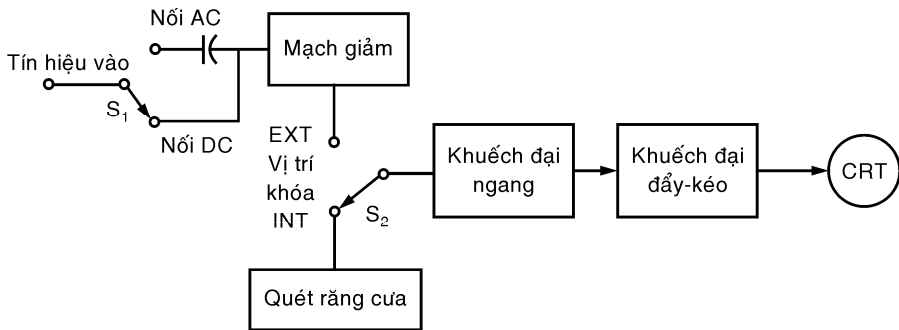 Nối AC
Mạch giảm
Tín hiệu vào
S1
Nối DC
EXT
Vị trí
khóa
INT
S2
Khuếch đại
ngang
Khuếch đại
đẩy-kéo
CRT
Quét răng cưa